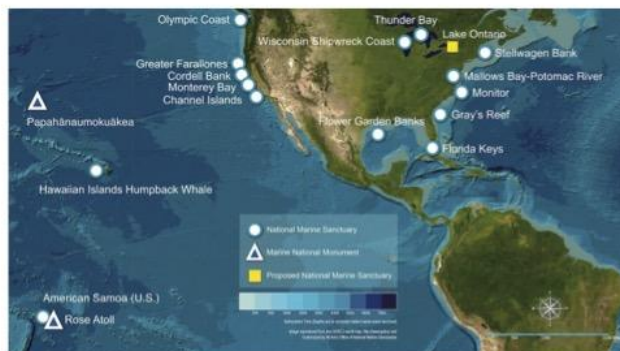 Olympic Coast
Thunder Bay
Lake Ontario
Wisconsin Shipwreck Coast
Stellwagen Bank
Greater Farallones
Cordell Bank
Monterey Bay
Channel Islands
Mallows Bay-Potomac River
Monitor
Papahānaumokuākea
Gray's Reef
Flower Garden Banks
Florida Keys
Hawaiian Islands Humpback Whale
National Marine Sanctuary
Marine National Monument
Proposed National Marine Sanctuary
American Samoa (U.S.)
Rose Atoll